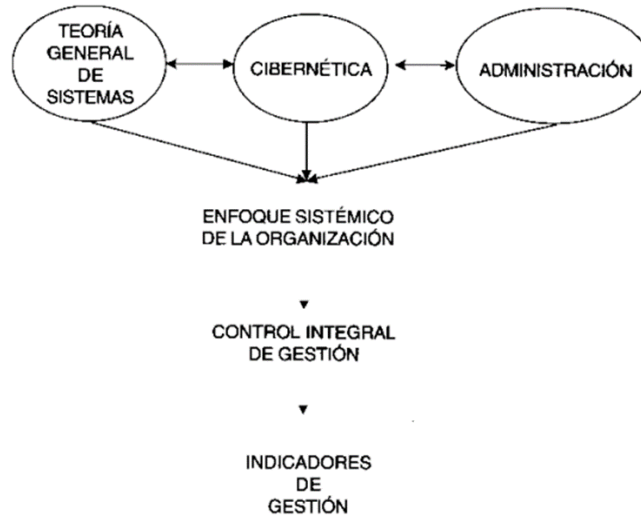 TEORÍA
GENERAL
DE
SISTEMAS
CIBERNÉTICA
ADMINISTRACIÓN
ENFOQUE SISTÉMICO
DE LA ORGANIZACIÓN
CONTROL INTEGRAL
DE GESTIÓN
INDICADORES
DE
GESTIÓN